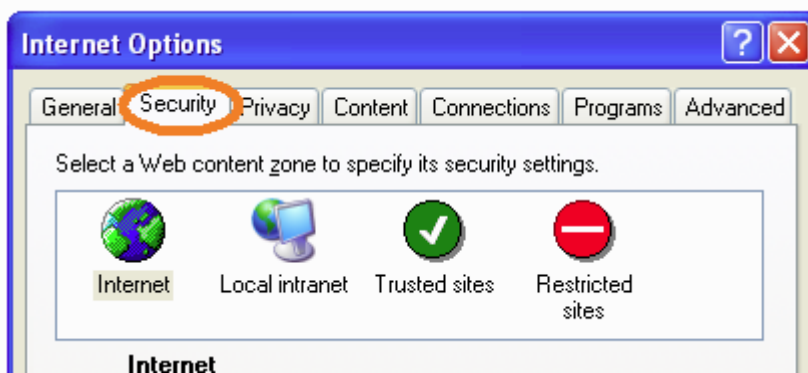 Internet Options
General Security Privacy Content Connections Programs Advanced
Select a Web content zone to specify its security settings.
Internet Local intranet Trusted sites Restricted
sites
Internet